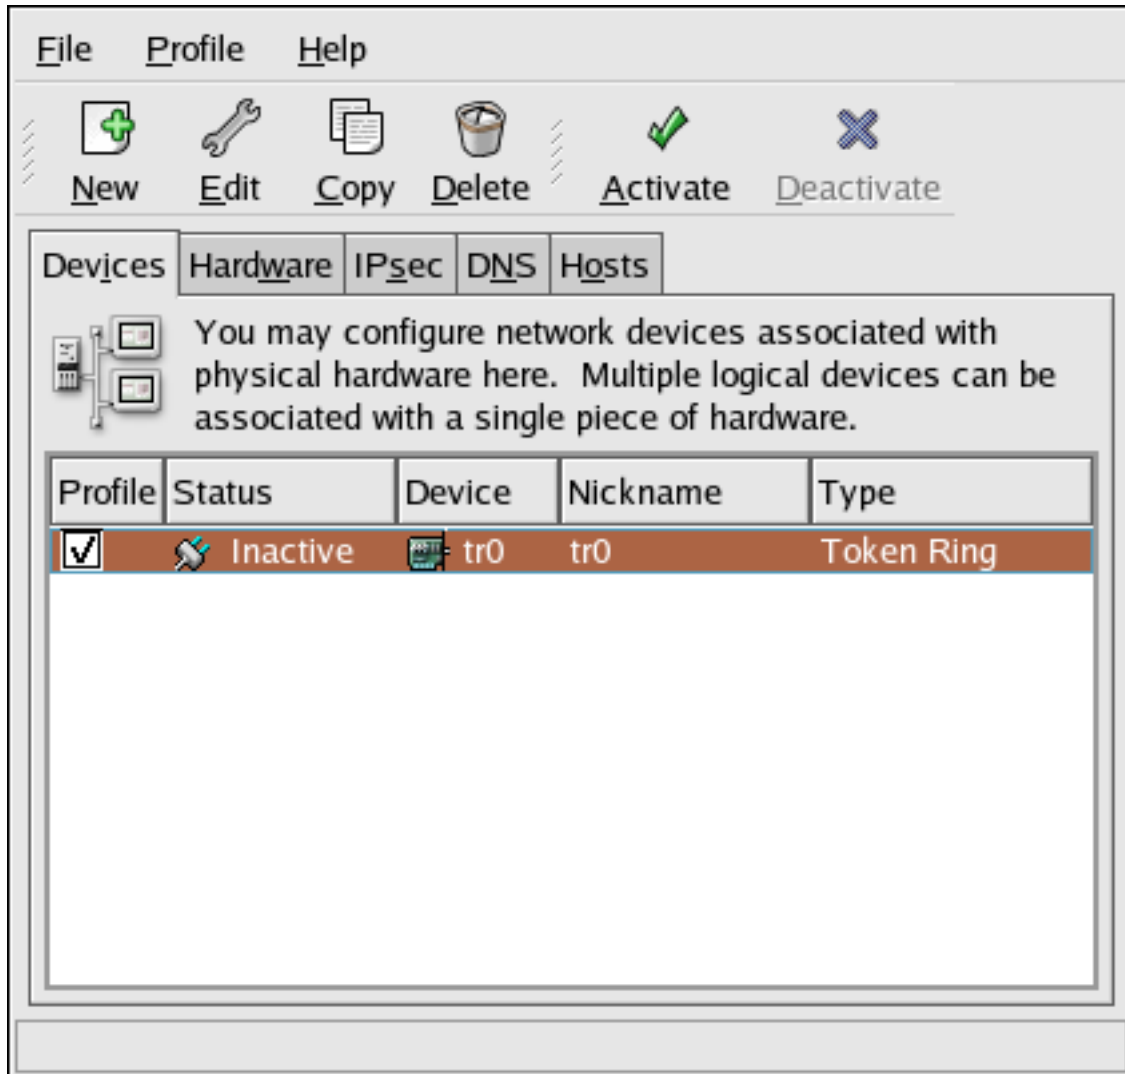 File Profile Help
New Edit Copy Delete Activate Deactivate
Devices Hardware IPsec DNS Hosts
You may configure network devices associated with
physical hardware here. Multiple logical devices can be
associated with a single piece of hardware.
Profile Status Device Nickname Type
Inactive tr0 tr0 Token Ring